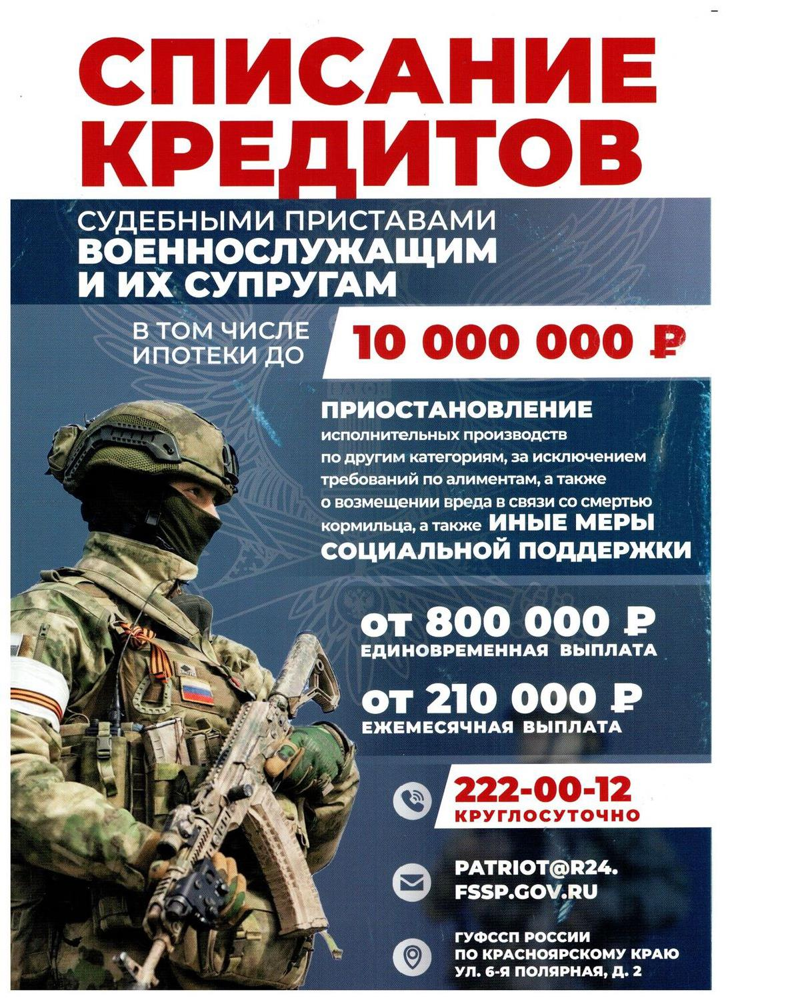 СПИСАНИЕ
КРЕДИТОВ
СУДЕБНЫМИ ПРИСТАВАМИ
ВОЕННОСЛУЖАЩИМ
И ИХ СУПРУГАМ
В ТОМ ЧИСЛЕ
ИПОТЕКИ ДО
10 000 000 ₽
ЗАКОН
ПРИОСТАНОВЛЕНИЕ
исполнительных производств
по другим категориям, за исключением
требований по алиментам, а также
о возмещении вреда в связи со смертью
кормильца, а также ИНЫЕ МЕРЫ
СОЦИАЛЬНОЙ ПОДДЕРЖКИ
от 800 000 ₽
ЕДИНОВРЕМЕННАЯ ВЫПЛАТА
от 210 000 ₽
ЕЖЕМЕСЯЧНАЯ ВЫПЛАТА
222-00-12
КРУГЛОСУТОЧНО
PATRIOT@R24.
FSSP.GOV.RU
ГУФССП РОССИИ
ПО КРАСНОЯРСКОМУ КРАЮ
УЛ. 6-Я ПОЛЯРНАЯ, Д. 2